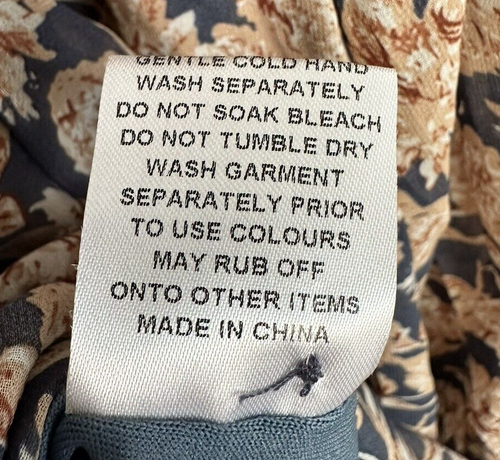 GENTLE COLD HAND
WASH SEPARATELY
DO NOT SOAK BLEACH
DO NOT TUMBLE DRY
WASH GARMENT
SEPARATELY PRIOR
TO USE COLOURS
MAY RUB OFF
ONTO OTHER ITEMS
MADE IN CHINA